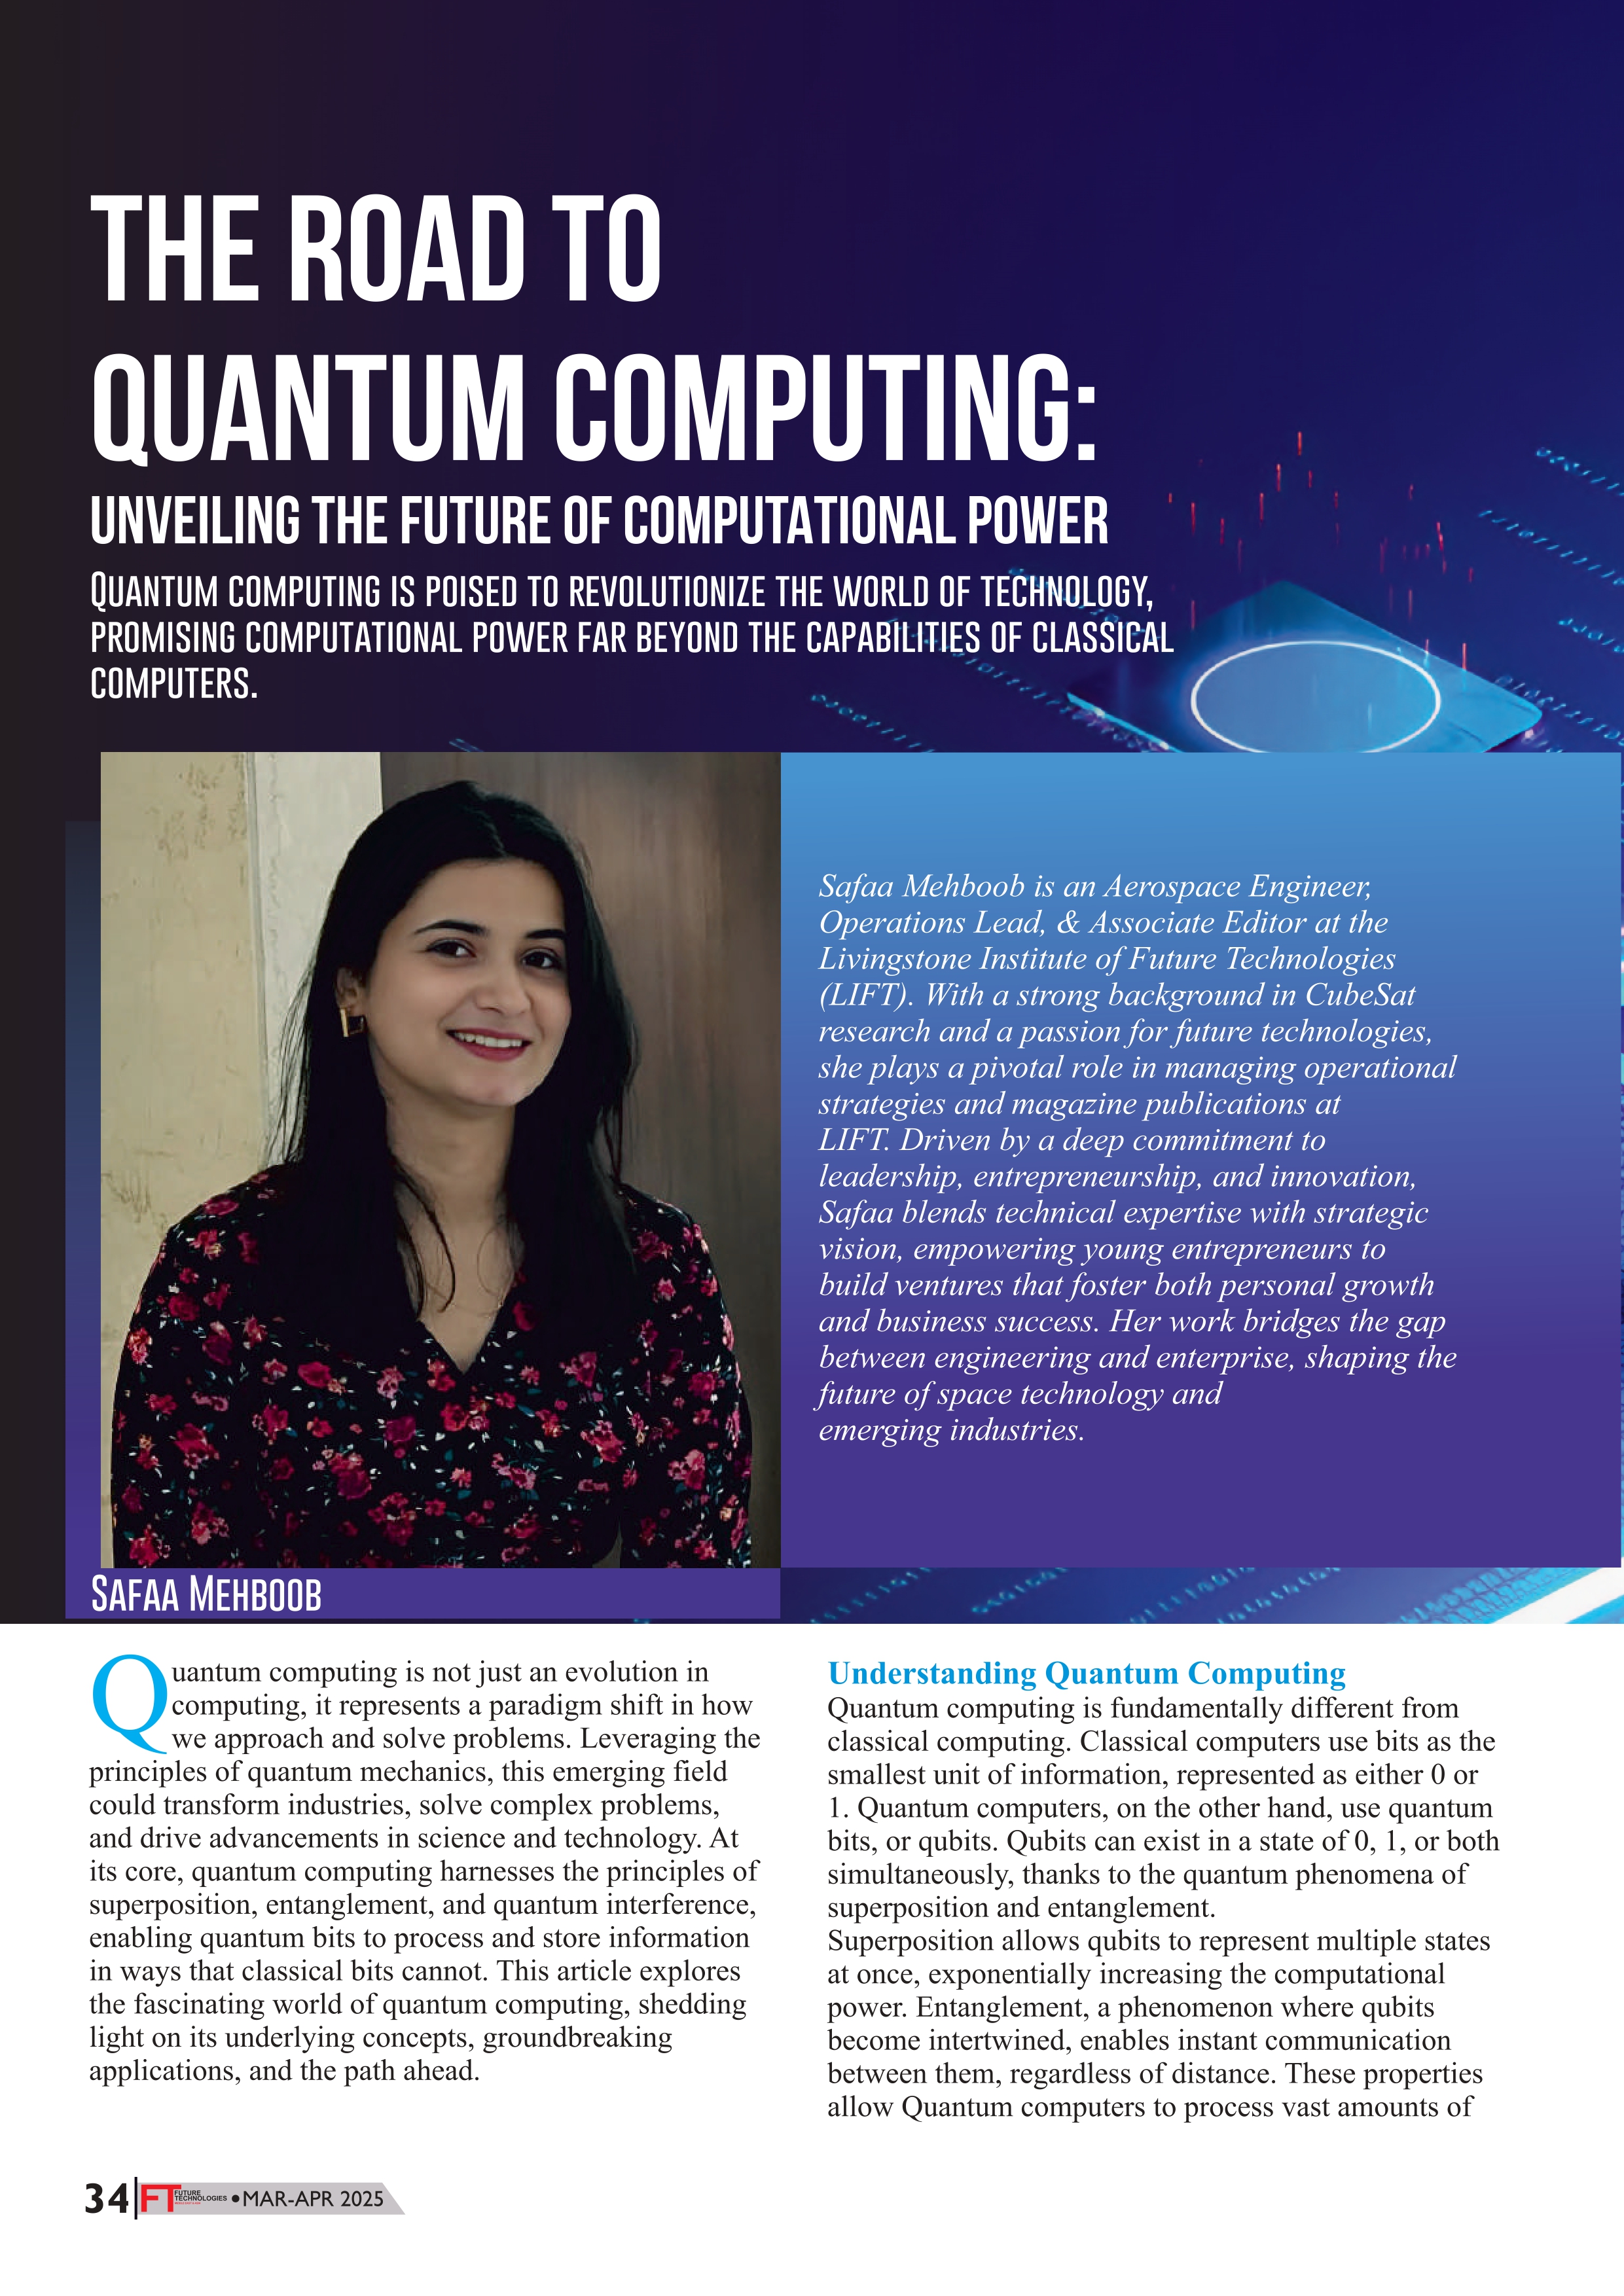 THE ROAD TO
QUANTUM COMPUTING:
UNVEILING THE FUTURE OF COMPUTATIONAL POWER
QUANTUM COMPUTING IS POISED TO REVOLUTIONIZE THE WORLD OF TECHNOLOGY,
PROMISING COMPUTATIONAL POWER FAR BEYOND THE CAPABILITIES OF CLASSICAL
COMPUTERS.
Safaa Mehboob is an Aerospace Engineer,
Operations Lead, & Associate Editor at the
Livingstone Institute of Future Technologies
(LIFT). With a strong background in CubeSat
research and a passion for future technologies,
she plays a pivotal role in managing operational
strategies and magazine publications at
LIFT. Driven by a deep commitment to
leadership, entrepreneurship, and innovation,
Safaa blends technical expertise with strategic
vision, empowering young entrepreneurs to
build ventures that foster both personal growth
and business success. Her work bridges the gap
between engineering and enterprise, shaping the
future of space technology and
emerging industries.
SAFAA MEHBOOB
Quantum computing is not just an evolution in
computing, it represents a paradigm shift in how
we approach and solve problems. Leveraging the
principles of quantum mechanics, this emerging field
could transform industries, solve complex problems,
and drive advancements in science and technology. At
its core, quantum computing harnesses the principles of
superposition, entanglement, and quantum interference,
enabling quantum bits to process and store information
in ways that classical bits cannot. This article explores
the fascinating world of quantum computing, shedding
light on its underlying concepts, groundbreaking
applications, and the path ahead.
Understanding Quantum Computing
Quantum computing is fundamentally different from
classical computing. Classical computers use bits as the
smallest unit of information, represented as either 0 or
1. Quantum computers, on the other hand, use quantum
bits, or qubits. Qubits can exist in a state of 0, 1, or both
simultaneously, thanks to the quantum phenomena of
superposition and entanglement.
Superposition allows qubits to represent multiple states
at once, exponentially increasing the computational
power. Entanglement, a phenomenon where qubits
become intertwined, enables instant communication
between them, regardless of distance. These properties
allow Quantum computers to process vast amounts of
34 FT FUTURE TECHNOLOGIES • MAR-APR 2025